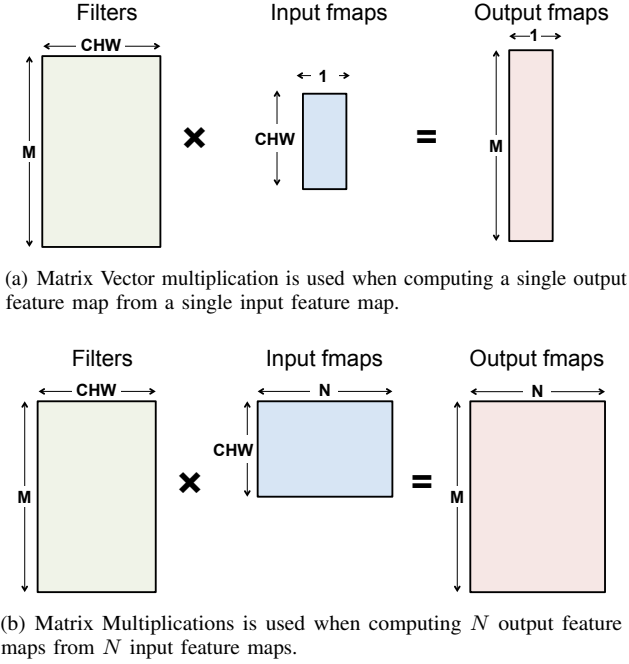 Filters Input fmaps Output fmaps
CHW 1 1
M × CHW = M
(a) Matrix Vector multiplication is used when computing a single output
feature map from a single input feature map.
Filters Input fmaps Output fmaps
CHW N N
M × CHW = M
(b) Matrix Multiplications is used when computing N output feature
maps from N input feature maps.